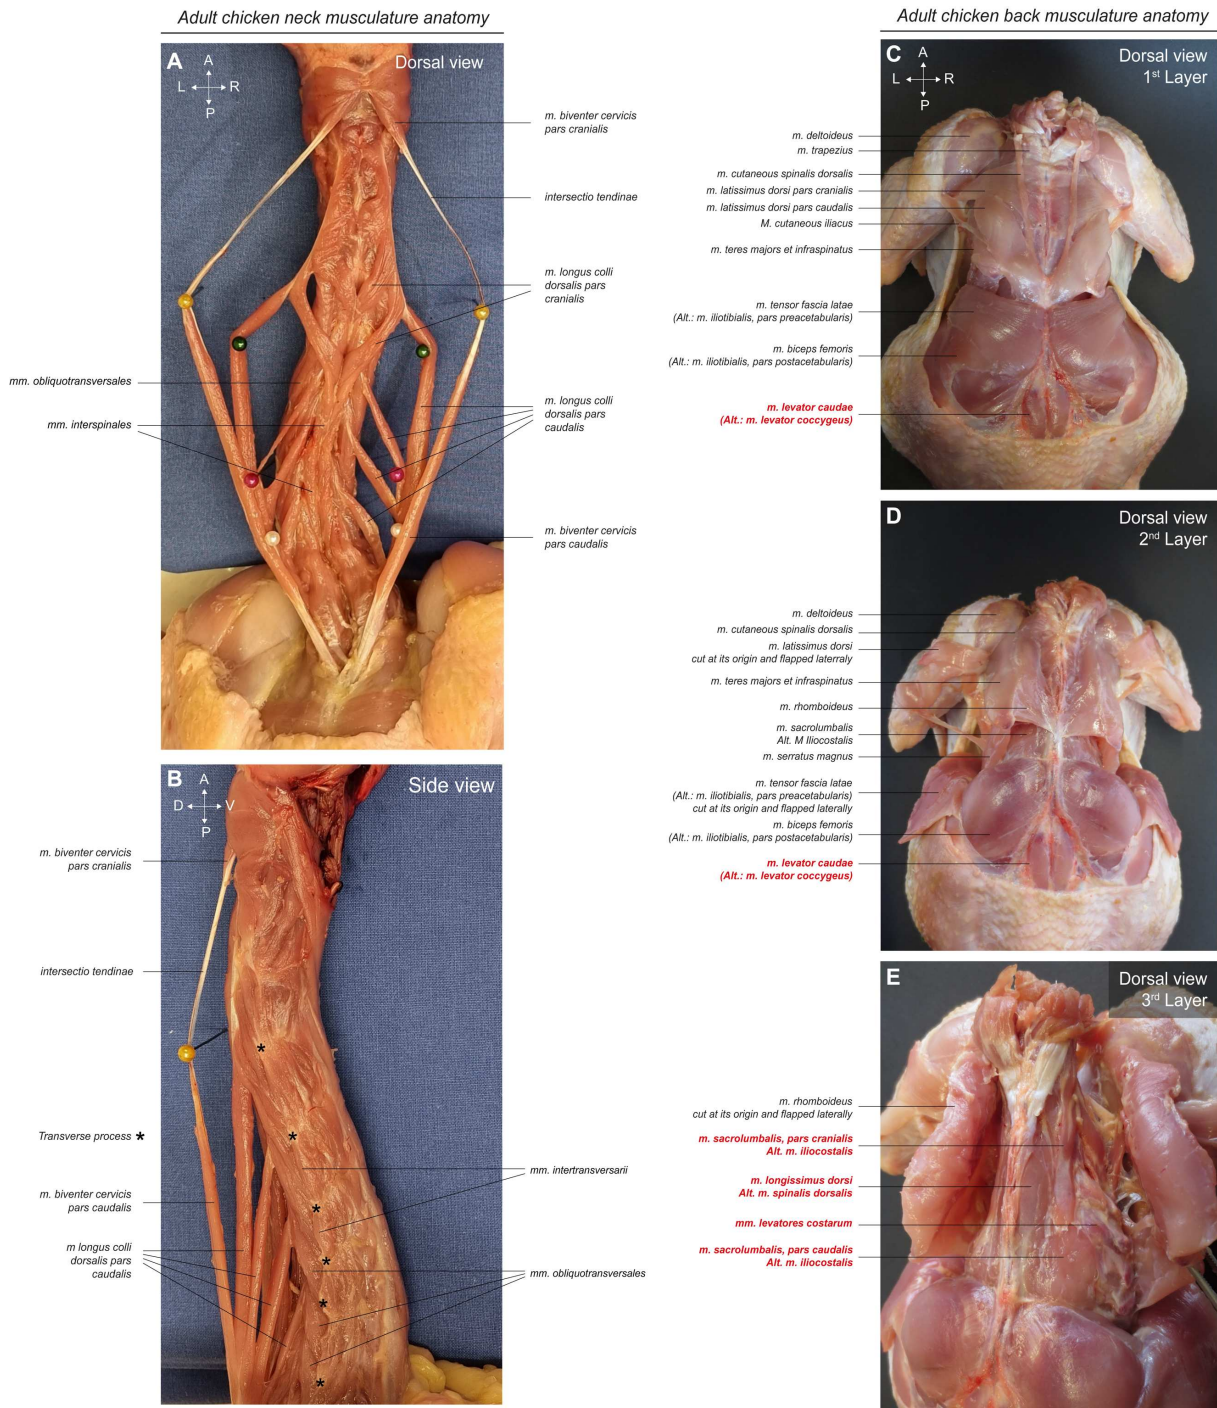 Adult chicken neck musculature anatomy
A
Dorsal view
A
L
R
P
m. biventer cervicis
pars cranialis
intersectio tendinae
m. longus colli
dorsalis pars
cranialis
mm. obliquotransversales
m. longus colli
dorsalis pars
caudalis
mm. interspinales
m. biventer cervicis
pars caudalis
B
Side view
A
D
V
P
m. biventer cervicis
pars cranialis
intersectio tendinae
Transverse process *
mm. intertransversarii
m. biventer cervicis
pars caudalis
m longus colli
dorsalis pars
caudalis
mm. obliquotransversales
Adult chicken back musculature anatomy
C
Dorsal view
1st Layer
A
L
R
P
m. deltoideus
m. trapezius
m. cutaneous spinalis dorsalis
m. latissimus dorsi pars cranialis
m. latissimus dorsi pars caudalis
M. cutaneous iliacus
m. teres majors et infraspinatus
m. tensor fascia latae
(Alt.: m. iliotibialis, pars preacetabularis)
m. biceps femoris
(Alt.: m. iliotibialis, pars postacetabularis)
m. levator caudae
(Alt.: m. levator coccygeus)
D
Dorsal view
2nd Layer
m. deltoideus
m. cutaneous spinalis dorsalis
m. latissimus dorsi
cut at its origin and flapped laterraly
m. teres majors et infraspinatus
m. rhomboideus
m. sacrolumbalis
Alt. M Iliocostalis
m. serratus magnus
m. tensor fascia latae
(Alt.: m. iliotibialis, pars preacetabularis)
cut at its origin and flapped laterally
m. biceps femoris
(Alt.: m. iliotibialis, pars postacetabularis)
m. levator caudae
(Alt.: m. levator coccygeus)
E
Dorsal view
3rd Layer
m. rhomboideus
cut at its origin and flapped laterally
m. sacrolumbalis, pars cranialis
Alt. m. iliocostalis
m. longissimus dorsi
Alt. m. spinalis dorsalis
mm. levatores costarum
m. sacrolumbalis, pars caudalis
Alt. m. iliocostalis